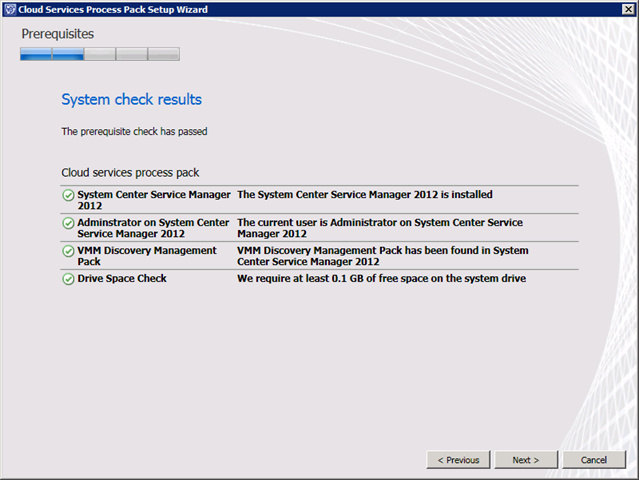 Cloud Services Process Pack Setup Wizard
Prerequisites
System check results
The prerequisite check has passed
Cloud services process pack
System Center Service Manager 2012
The System Center Service Manager 2012 is installed
Adminstrator on System Center Service Manager 2012
The current user is Administrator on System Center Service Manager 2012
VMM Discovery Management Pack
VMM Discovery Management Pack has been found in System Center Service Manager 2012
Drive Space Check
We require at least 0.1 GB of free space on the system drive
< Previous
Next >
Cancel